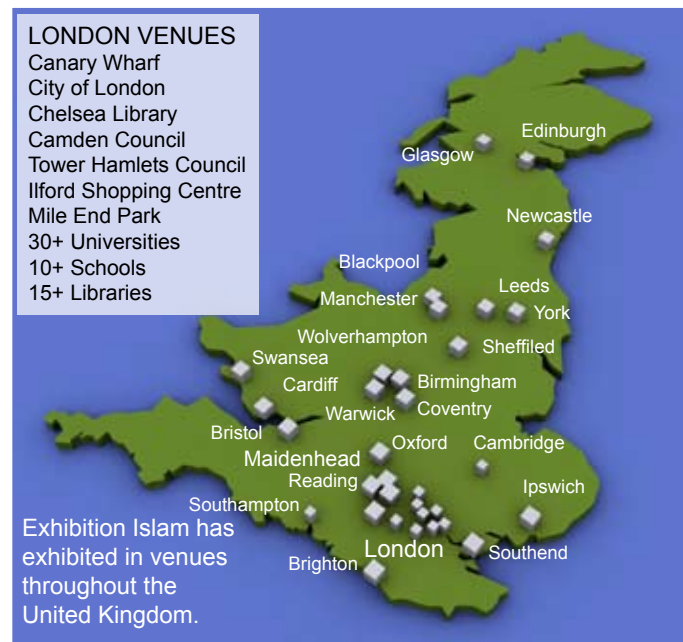 LONDON VENUES
Canary Wharf
City of London
Chelsea Library
Camden Council
Tower Hamlets Council
Ilford Shopping Centre
Mile End Park
30+ Universities
10+ Schools
15+ Libraries
Edinburgh
Glasgow
Newcastle
Blackpool
Leeds
Manchester
York
Wolverhampton
Sheffiled
Swansea
Cardiff
Birmingham
Warwick
Coventry
Bristol
Oxford
Cambridge
Maidenhead
Reading
Ipswich
Southampton
London
Southend
Brighton
Exhibition Islam has
exhibited in venues
throughout the
United Kingdom.